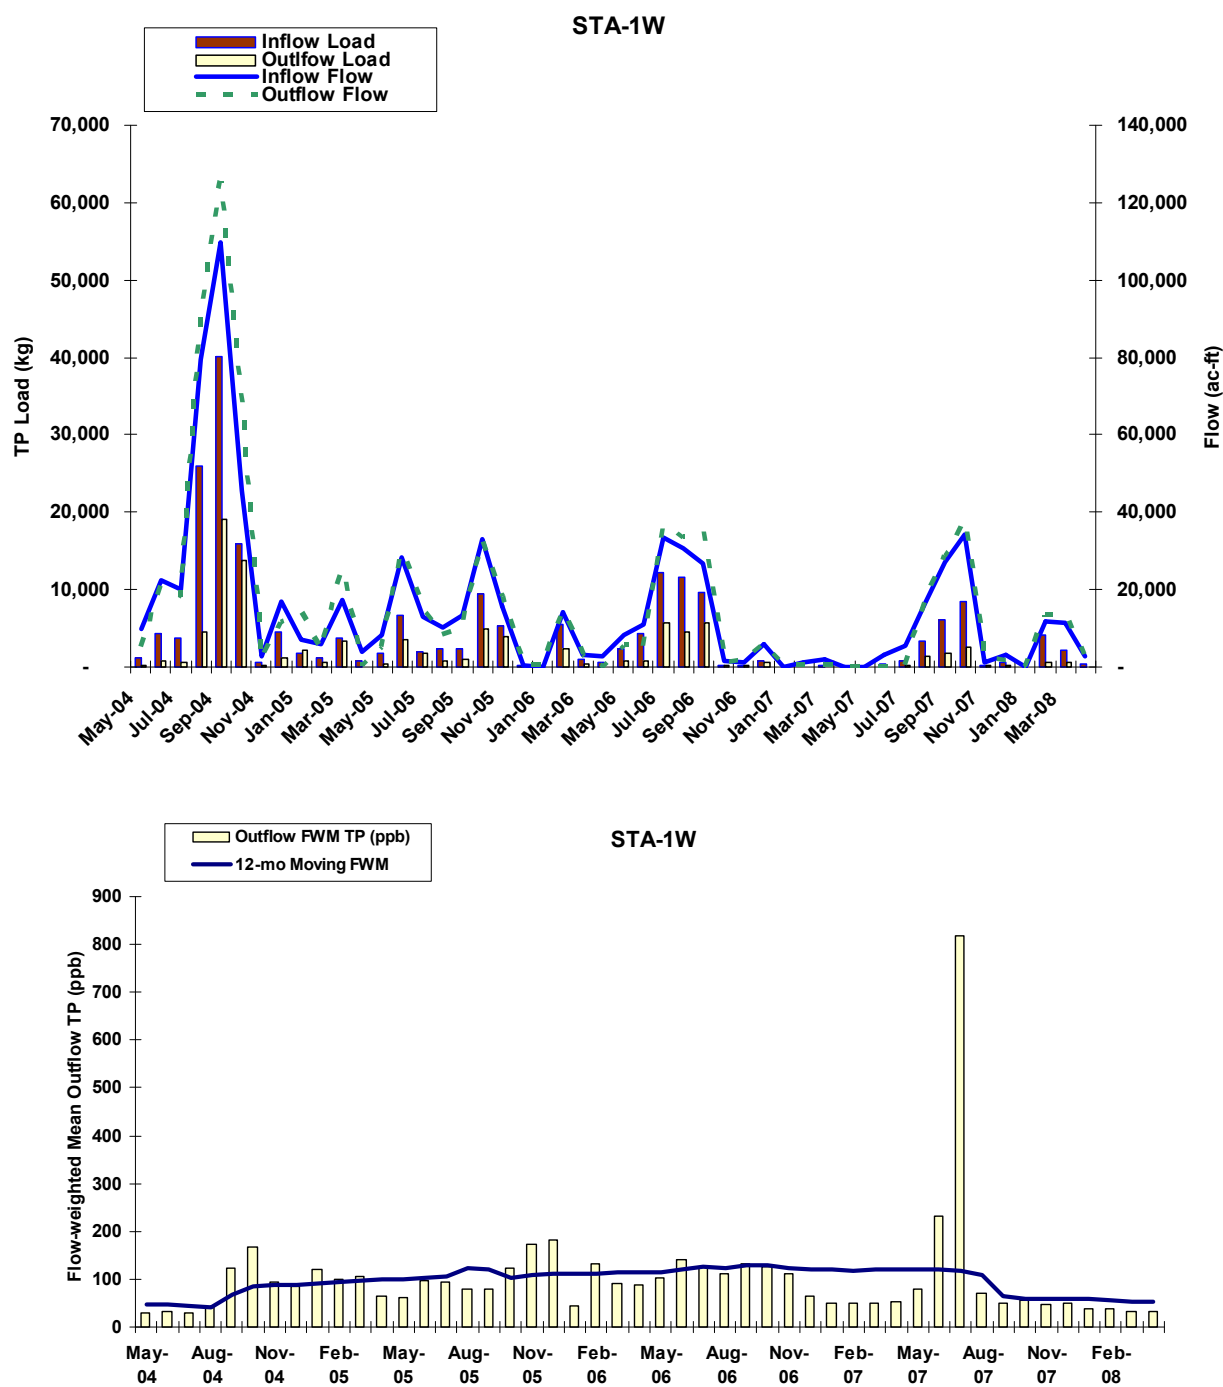 STA-1W
Inflow Load
Outlfow Load
Inflow Flow
Outflow Flow
70,000
60,000
50,000
40,000
30,000
20,000
10,000
-
TP Load (kg)
140,000
120,000
100,000
80,000
60,000
40,000
20,000
-
Flow (ac-ft)
May-04
Jul-04
Sep-04
Nov-04
Jan-05
Mar-05
May-05
Jul-05
Sep-05
Nov-05
Jan-06
Mar-06
May-06
Jul-06
Sep-06
Nov-06
Jan-07
Mar-07
May-07
Jul-07
Sep-07
Nov-07
Jan-08
Mar-08
Outflow FWM TP (ppb)
12-mo Moving FWM
STA-1W
900
800
700
600
500
400
300
200
100
0
Flow-weighted Mean Outflow TP (ppb)
May-
04
Aug-
04
Nov-
04
Feb-
05
May-
05
Aug-
05
Nov-
05
Feb-
06
May-
06
Aug-
06
Nov-
06
Feb-
07
May-
07
Aug-
07
Nov-
07
Feb-
08